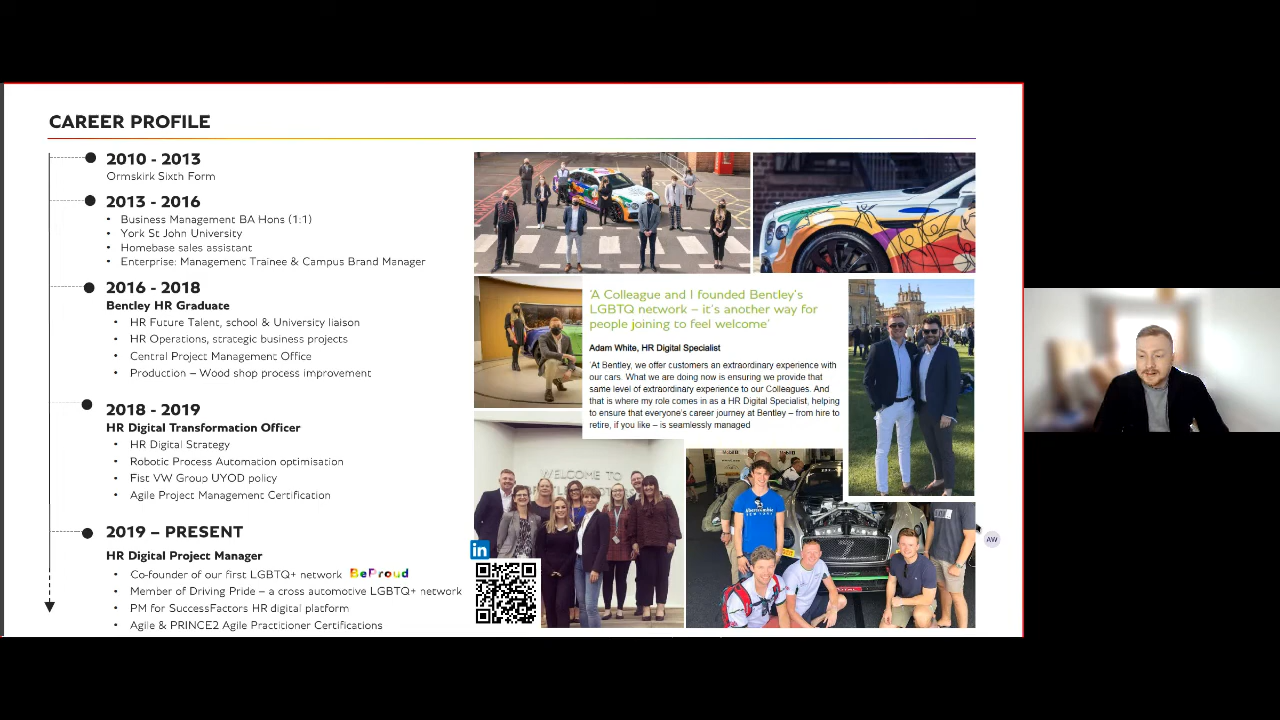 CAREER PROFILE
2010 - 2013
Ormskirk Sixth Form
2013 - 2016
• Business Management BA Hons (1:1)
• York St John University
• Homebase sales assistant
• Enterprise: Management Trainee & Campus Brand Manager
2016 - 2018
Bentley HR Graduate
• HR Future Talent, school & University liaison
• HR Operations, strategic business projects
• Central Project Management Office
• Production – Wood shop process improvement
2018 - 2019
HR Digital Transformation Officer
• HR Digital Strategy
• Robotic Process Automation optimisation
• Fist VW Group UYOD policy
• Agile Project Management Certification
2019 – PRESENT
HR Digital Project Manager
• Co-founder of our first LGBTQ+ network BeProud
• Member of Driving Pride – a cross automotive LGBTQ+ network
• PM for SuccessFactors HR digital platform
• Agile & PRINCE2 Agile Practitioner Certifications
'A Colleague and I founded Bentley's
LGBTQ network – it's another way for
people joining to feel welcome'
Adam White, HR Digital Specialist
'At Bentley, we offer customers an extraordinary experience with
our cars. What we are doing now is ensuring we provide that
same level of extraordinary experience to our Colleagues. And
that is where my role comes in as a HR Digital Specialist, helping
to ensure that everyone's career journey at Bentley – from hire to
retire, if you like – is seamlessly managed
WELCOME TO
in
AW